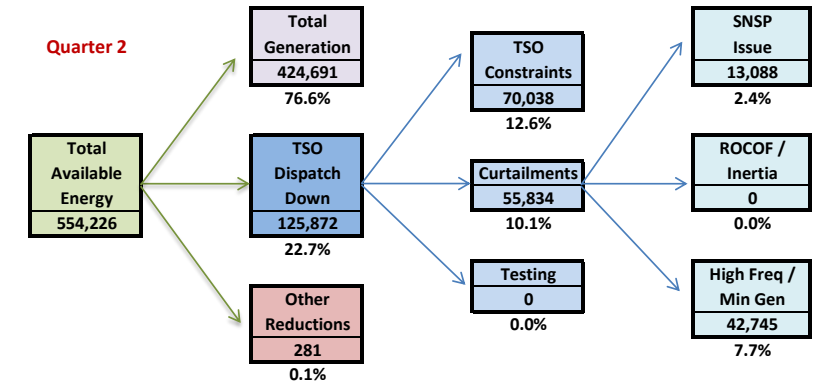 Quarter 2
Total
Available
Energy
554,226
Total
Generation
424,691
76.6%
TSO
Dispatch
Down
125,872
22.7%
Other
Reductions
281
0.1%
TSO
Constraints
70,038
12.6%
Curtailments
55,834
10.1%
Testing
0
0.0%
SNSP
Issue
13,088
2.4%
ROCOF /
Inertia
0
0.0%
High Freq /
Min Gen
42,745
7.7%